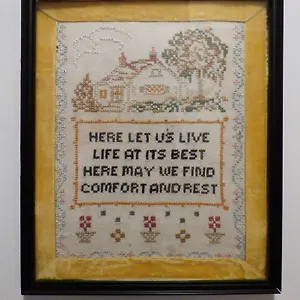 HERE LET US LIVE
LIFE AT ITS BEST
HERE MAY WE FIND
COMFORT AND REST